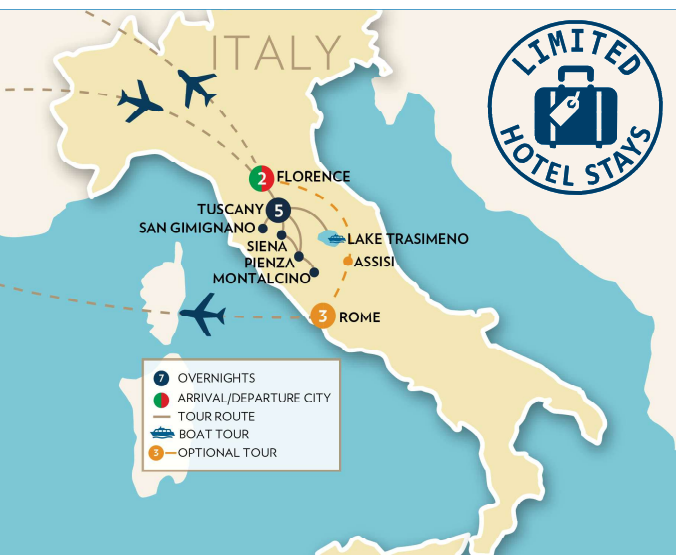 ITALY
LIMITED
HOTEL STAYS
2 FLORENCE
TUSCANY 5
SAN GIMIGNANO
SIENA
LAKE TRASIMENO
PIENZA
ASSISI
MONTALCINO
3 ROME
7 OVERNIGHTS
ARRIVAL/DEPARTURE CITY
TOUR ROUTE
BOAT TOUR
3 OPTIONAL TOUR